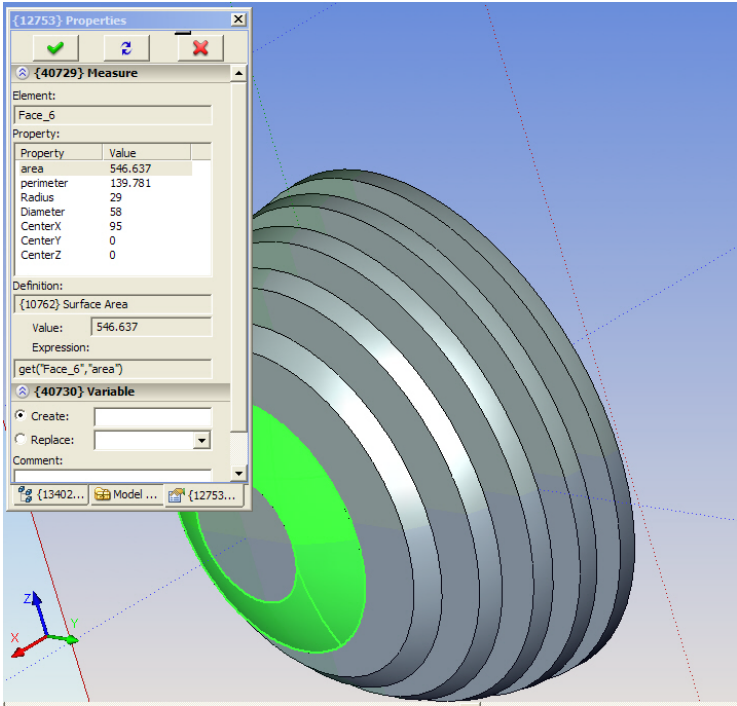 {12753} Properties
{40729} Measure
Element:
Face_6
Property:
Property Value
area 546.637
perimeter 139.781
Radius 29
Diameter 58
CenterX 95
CenterY 0
CenterZ 0
Definition:
{10762} Surface Area
Value: 546.637
Expression:
get("Face_6","area")
{40730} Variable
Create:
Replace:
Comment:
{13402... Model ... {12753...
Z
Y
X